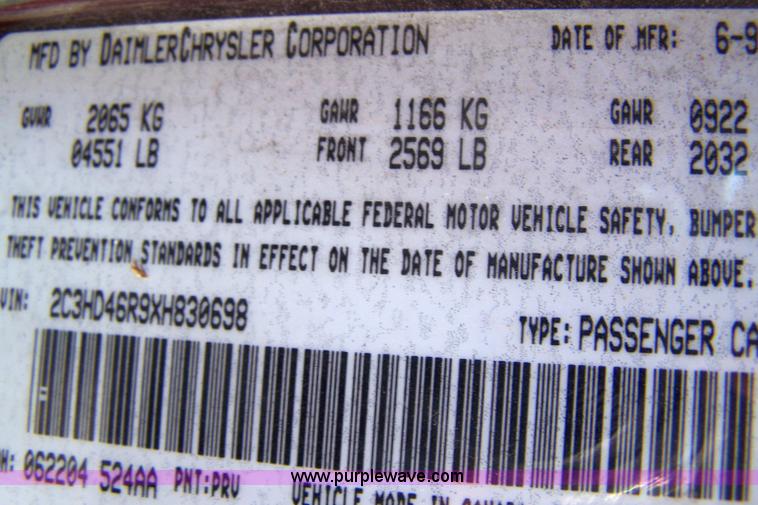 MFD BY DAIMLERCHRYSLER CORPORATION DATE OF MFR: 6-9
GVWR 2065 KG GAWR 1166 KG GAWR 0922
04551 LB FRONT 2569 LB REAR 2032
THIS VEHICLE CONFORMS TO ALL APPLICABLE FEDERAL MOTOR VEHICLE SAFETY, BUMPER
THEFT PREVENTION STANDARDS IN EFFECT ON THE DATE OF MANUFACTURE SHOWN ABOVE.
VIN: 2C3HD46R9XH830698 TYPE: PASSENGER CA
H: 062204 524AA PNT:PRV
www.purplewave.com
VEHICLE MADE IN